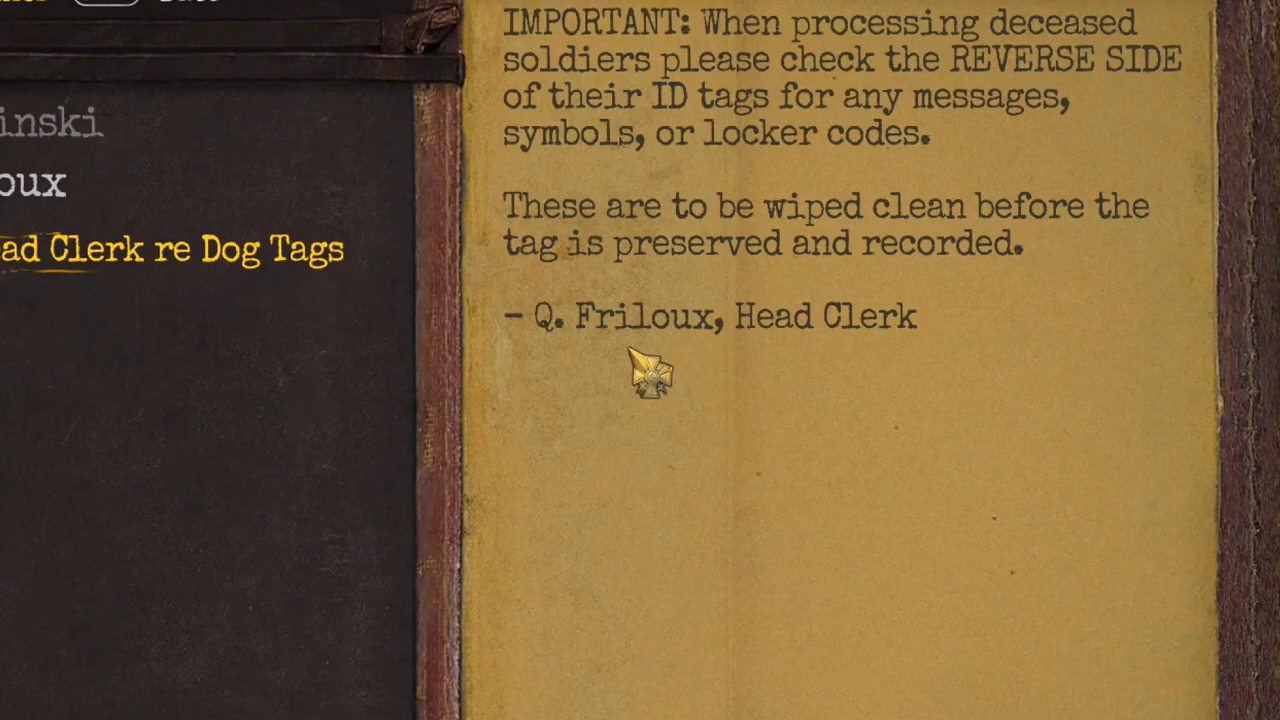 inski
oux
ad Clerk re Dog Tags
IMPORTANT: When processing deceased
soldiers please check the REVERSE SIDE
of their ID tags for any messages,
symbols, or locker codes.
These are to be wiped clean before the
tag is preserved and recorded.
- Q. Friloux, Head Clerk